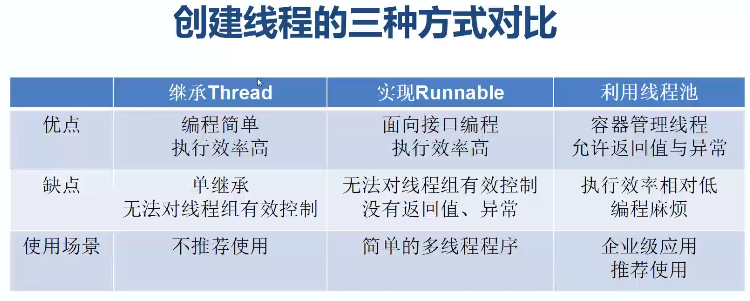 创建线程的三种方式对比
继承Thread 实现Runnable 利用线程池
优点 编程简单 面向接口编程 容器管理线程
执行效率高 执行效率高 允许返回值与异常
缺点 单继承 无法对线程组有效控制 执行效率相对低
无法对线程组有效控制 没有返回值、异常 编程麻烦
使用场景 不推荐使用 简单的多线程程序 企业级应用
推荐使用